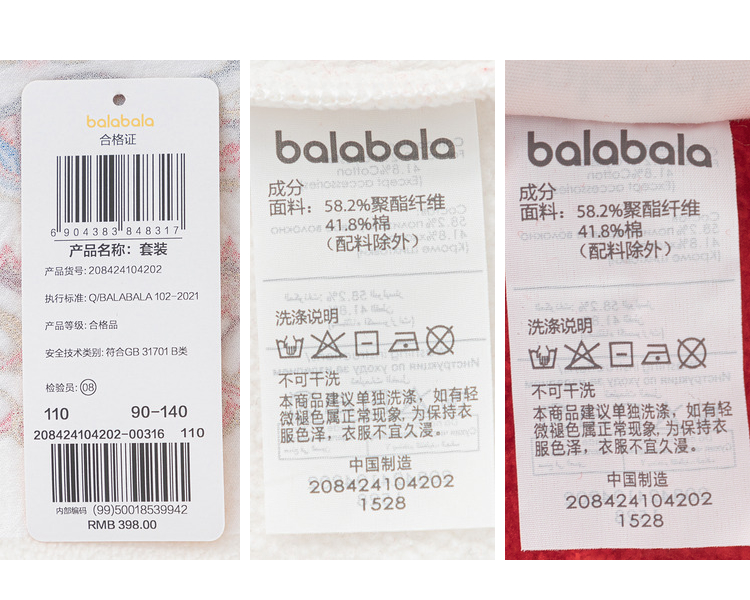 balabala
合格证
6 904383 848317
产品名称：套装
产品货号: 208424104202
执行标准: Q/BALABALA 102-2021
产品等级: 合格品
安全技术类别: 符合GB 31701 B类
检验员: 08
110 90-140
208424104202-00316 110
内部编码 (99)50018539942
RMB 398.00
balabala
成分
面料：58.2%聚酯纤维
41.8%棉
（配料除外）
洗涤说明
不可干洗
本商品建议单独洗涤，如有轻
微褪色属正常现象，为保持衣
服色泽，衣服不宜久漫。
中国制造
208424104202
1528
balabala
成分
面料：58.2%聚酯纤维
41.8%棉
（配料除外）
洗涤说明
不可干洗
本商品建议单独洗涤，如有轻
微褪色属正常现象，为保持衣
服色泽，衣服不宜久漫。
中国制造
208424104202
1528